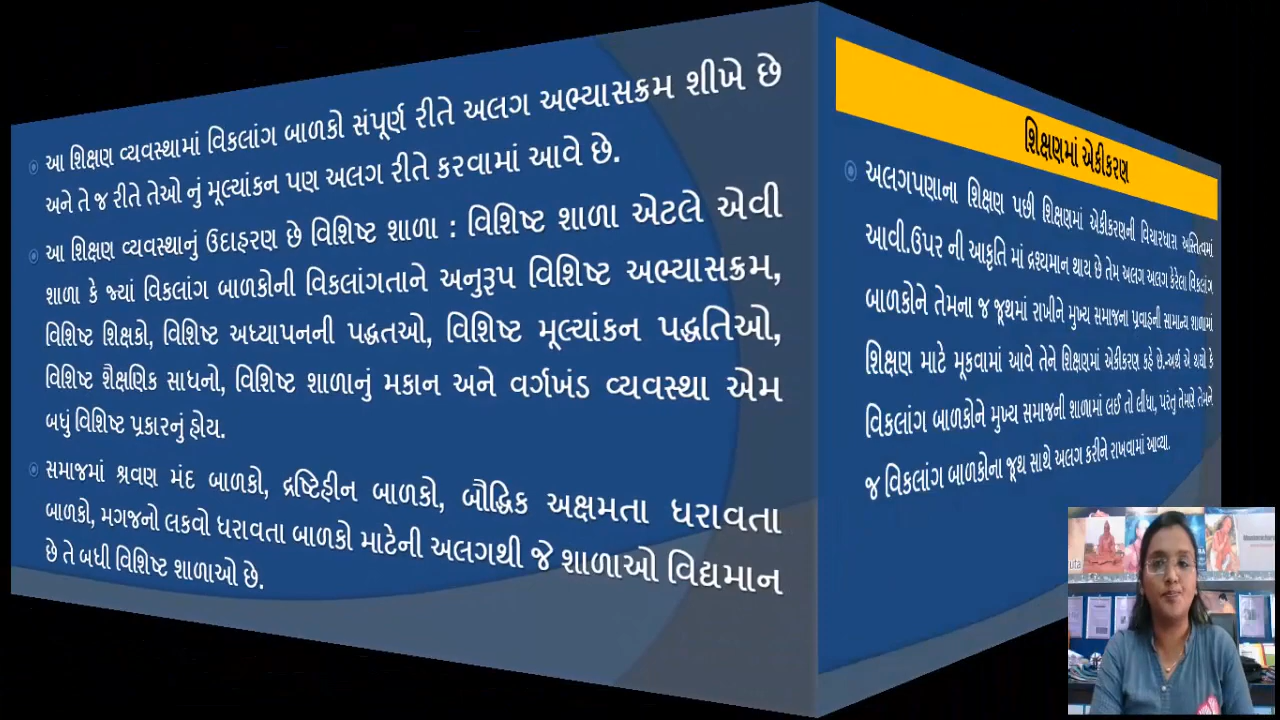 આ શિક્ષણ વ્યવસ્થામાં વિકલાંગ બાળકો સંપૂર્ણ રીતે અલગ અભ્યાસક્રમ શીખે છે
અને તે જ રીતે તેઓ નું મૂલ્યાંકન પણ અલગ રીતે કરવામાં આવે છે.
આ શિક્ષણ વ્યવસ્થાનું ઉદાહરણ છે વિશિષ્ટ શાળા : વિશિષ્ટ શાળા એટલે એવી
શાળા કે જ્યાં વિકલાંગ બાળકોની વિકલાંગતાને અનુરૂપ વિશિષ્ટ અભ્યાસક્રમ,
વિશિષ્ટ શિક્ષકો, વિશિષ્ટ અધ્યાપનની પદ્ધતઓ, વિશિષ્ટ મૂલ્યાંકન પદ્ધતિઓ,
વિશિષ્ટ શૈક્ષણિક સાધનો, વિશિષ્ટ શાળાનું મકાન અને વર્ગખંડ વ્યવસ્થા એમ
બધું વિશિષ્ટ પ્રકારનું હોય.
સમાજમાં શ્રવણ મંદ બાળકો, દ્રષ્ટિહીન બાળકો, બૌદ્ધિક અક્ષમતા ધરાવતા
બાળકો, મગજનો લકવો ધરાવતા બાળકો માટેની અલગથી જે શાળાઓ વિદ્યમાન
છે તે બધી વિશિષ્ટ શાળાઓ છે.
શિક્ષણમાં એકીકરણ
અલગપણાના શિક્ષણ પછી શિક્ષણમાં એકીકરણની વિચારધારા અસ્તિત્વમાં
આવી.ઉપર ની આકૃતિ માં દ્રશ્યમાન થાય છે તેમ અલગ અલગ કેરેલા વિકલાંગ
બાળકોને તેમના જ જૂથમાં રાખીને મુખ્ય સમાજના પ્રવાહની સામાન્ય શાળામાં
શિક્ષણ માટે મૂકવામાં આવે તેને શિક્ષણમાં એકીકરણ કહે છે.અર્થ એ થયો કે
વિકલાંગ બાળકોને મુખ્ય સમાજની શાળામાં લઈ તો લીધા, પરંતુ તેમાણે તેમને
જ વિકલાંગ બાળકોના જૂથ સાથે અલગ કરીને રાખવામાં આવ્યા.